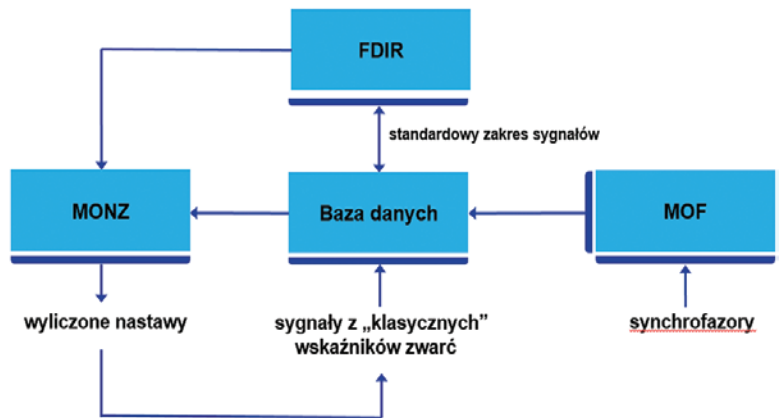 FDIR
standardowy zakres sygnałów
MONZ
Baza danych
MOF
wyliczone nastawy
sygnały z „klasycznych”
wskaźników zwarć
synchrofazory